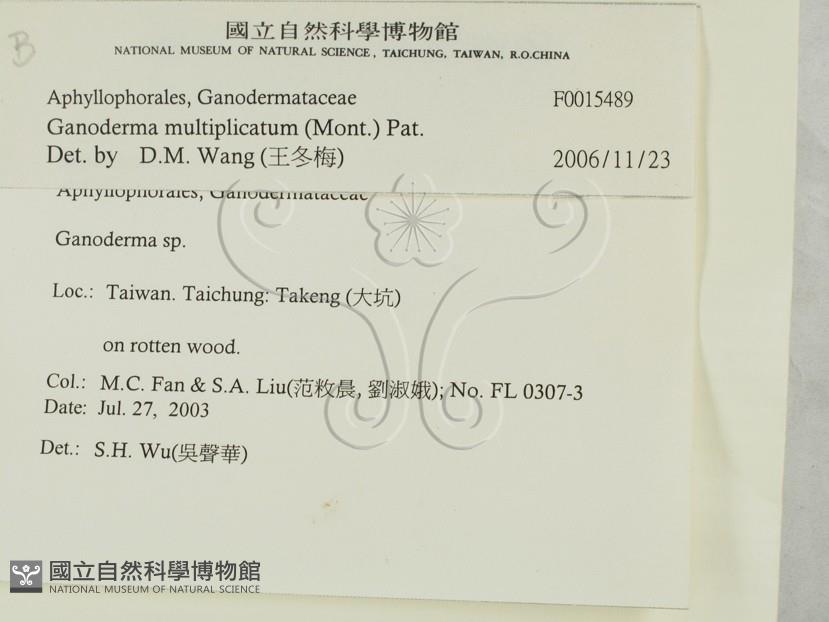 B
國立自然科學博物館
NATIONAL MUSEUM OF NATURAL SCIENCE, TAICHUNG, TAIWAN, R.O.CHINA
Aphyllophorales, Ganodermataceae F0015489
Ganoderma multiplicatum (Mont.) Pat.
Det. by D.M. Wang (王冬梅) 2006/11/23
Aphyllophorales, Ganodermataceae
Ganoderma sp.
Loc.: Taiwan. Taichung: Takeng (大坑)
on rotten wood.
Col.: M.C. Fan & S.A. Liu(范敉晨, 劉淑娥); No. FL 0307-3
Date: Jul. 27, 2003
Det.: S.H. Wu(吳聲華)
國立自然科學博物館
NATIONAL MUSEUM OF NATURAL SCIENCE